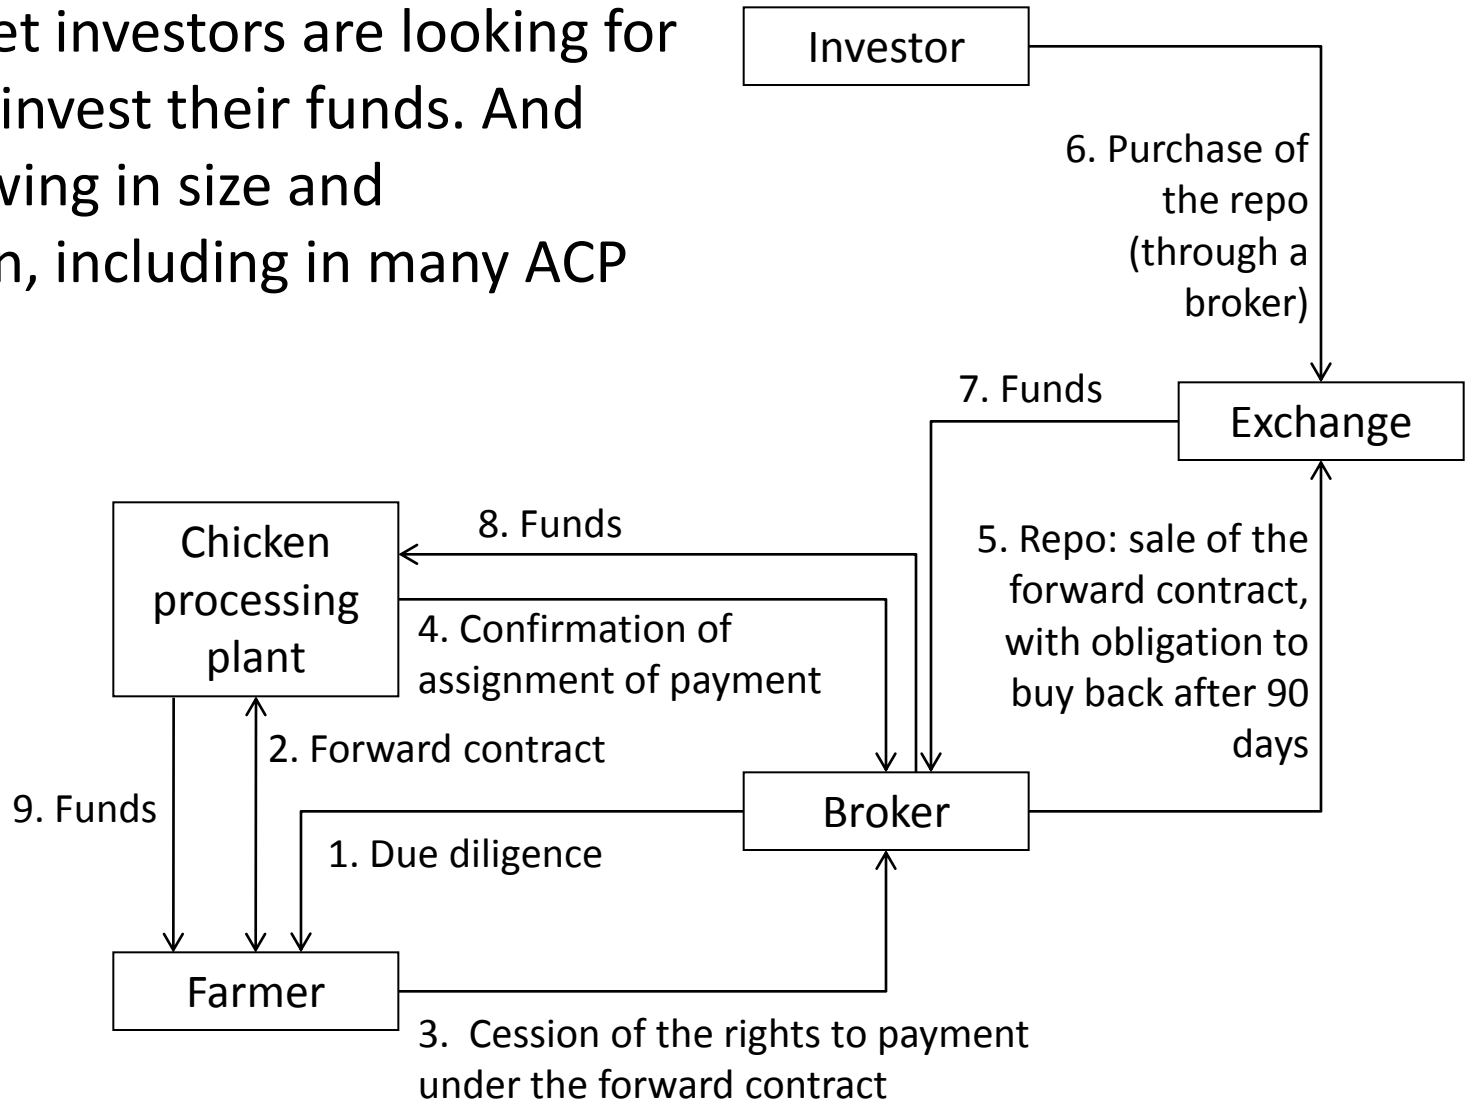 et investors are looking for
invest their funds. And
wing in size and
n, including in many ACP
Investor
6. Purchase of
the repo
(through a
broker)
7. Funds
Exchange
Chicken
processing
plant
8. Funds
4. Confirmation of
assignment of payment
5. Repo: sale of the
forward contract,
with obligation to
buy back after 90
days
2. Forward contract
9. Funds
Broker
1. Due diligence
Farmer
3. Cession of the rights to payment
under the forward contract